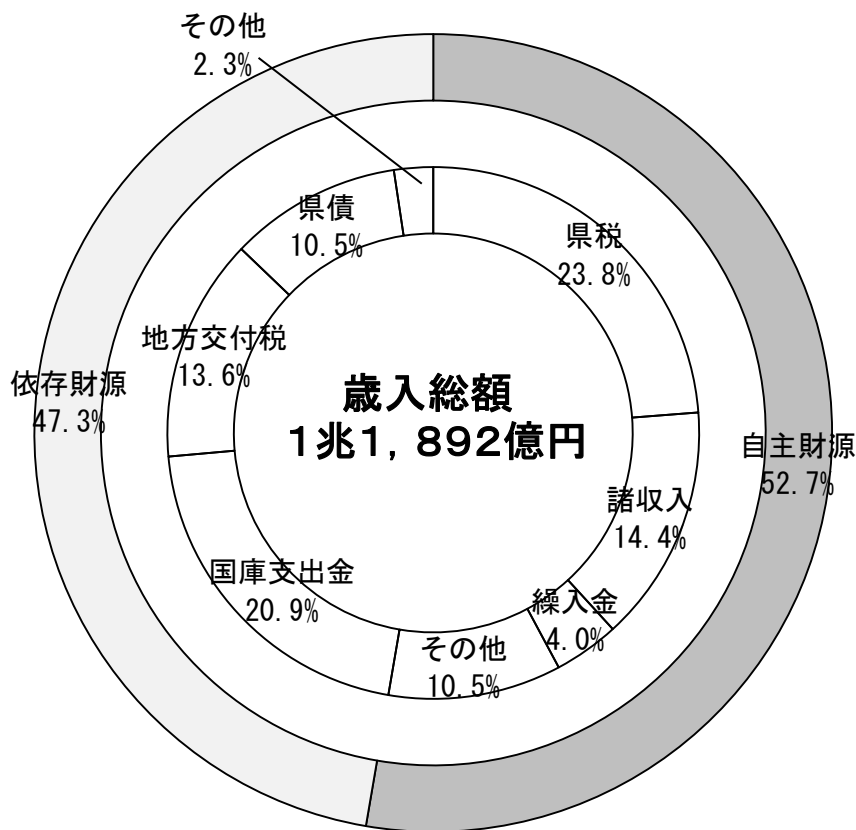 その他
2.3%
県債
10.5%
県税
23.8%
地方交付税
13.6%
依存財源
47.3%
歳入総額
1兆1,892億円
自主財源
52.7%
諸収入
14.4%
国庫支出金
20.9%
繰入金
4.0%
その他
10.5%